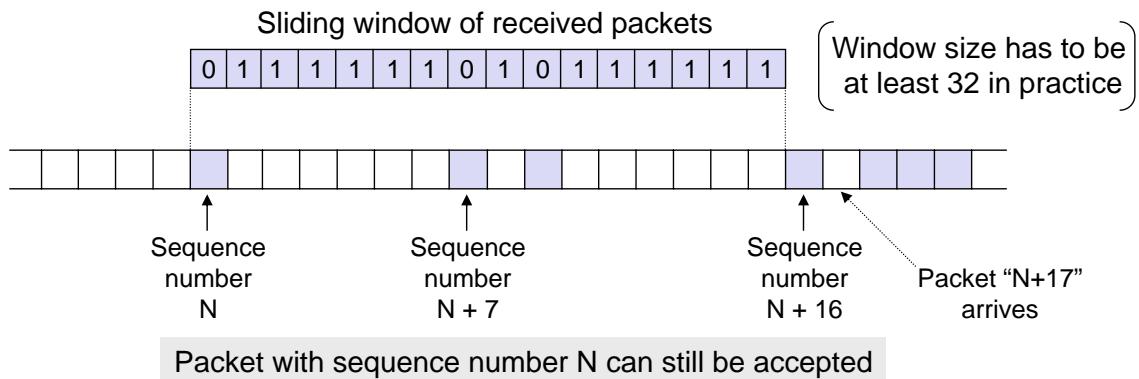 Sliding window of received packets
0 1 1 1 1 1 1 0 1 0 1 1 1 1 1 1
Window size has to be
at least 32 in practice
Sequence
number
N
Sequence
number
N + 7
Sequence
number
N + 16
Packet “N+17”
arrives
Packet with sequence number N can still be accepted